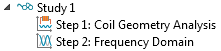 Study 1
Step 1: Coil Geometry Analysis
Step 2: Frequency Domain